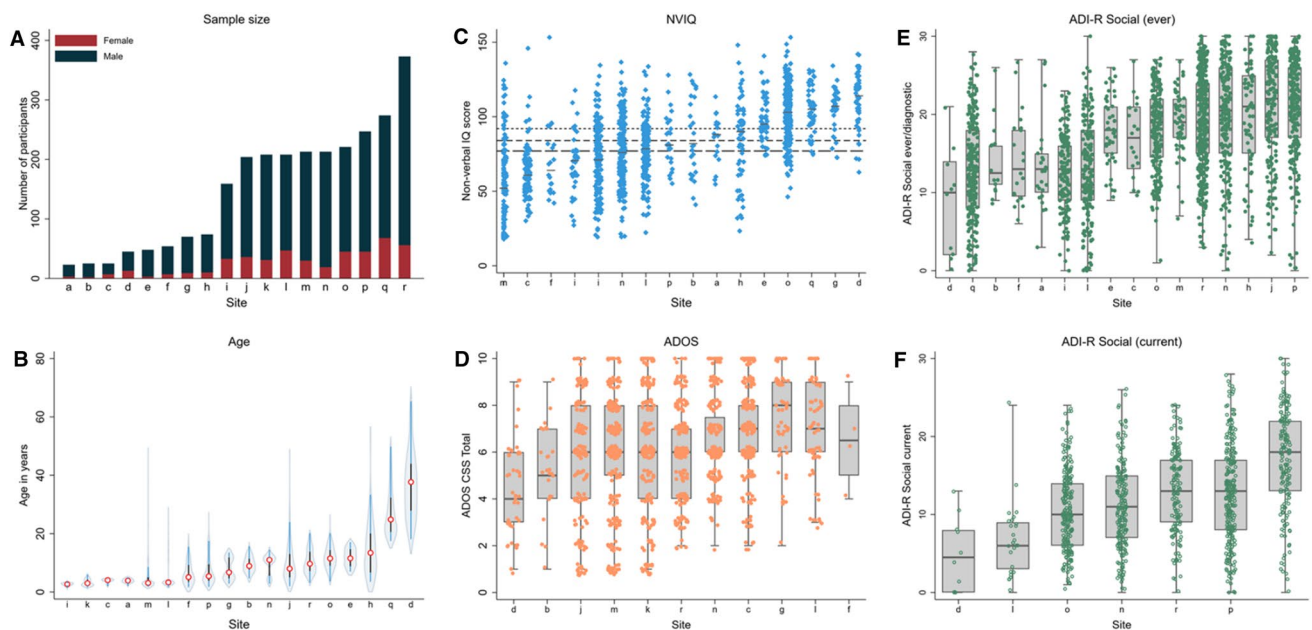 A
Sample size
Female
Male
Number of participants
400
300
200
100
0
a b c d e f g h i j k l m n o p q r
Site
B
Age
Age in years
80
60
40
20
0
i k c a m l f p g b n j r o e h q d
Site
C
NVIQ
Non-verbal IQ score
150
100
50
0
c f i i n l p b a h e o q g d
Site
D
ADOS
ADOS CSS Total
10
8
6
4
2
0
d b j m k r n c g l f
Site
E
ADI-R Social (ever)
ADI-R Social ever/diagnostic
30
20
10
0
d q b f a i l e c o m r n h j p
Site
F
ADI-R Social (current)
ADI-R Social current
30
20
10
0
d l o n r p
Site